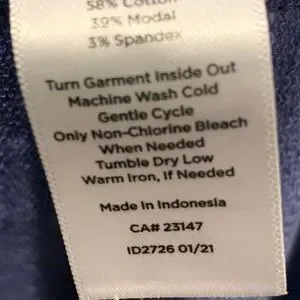 58% Cotton
39% Modal
3% Spandex
Turn Garment Inside Out
Machine Wash Cold
Gentle Cycle
Only Non-Chlorine Bleach
When Needed
Tumble Dry Low
Warm Iron, If Needed
Made in Indonesia
CA# 23147
ID2726 01/21